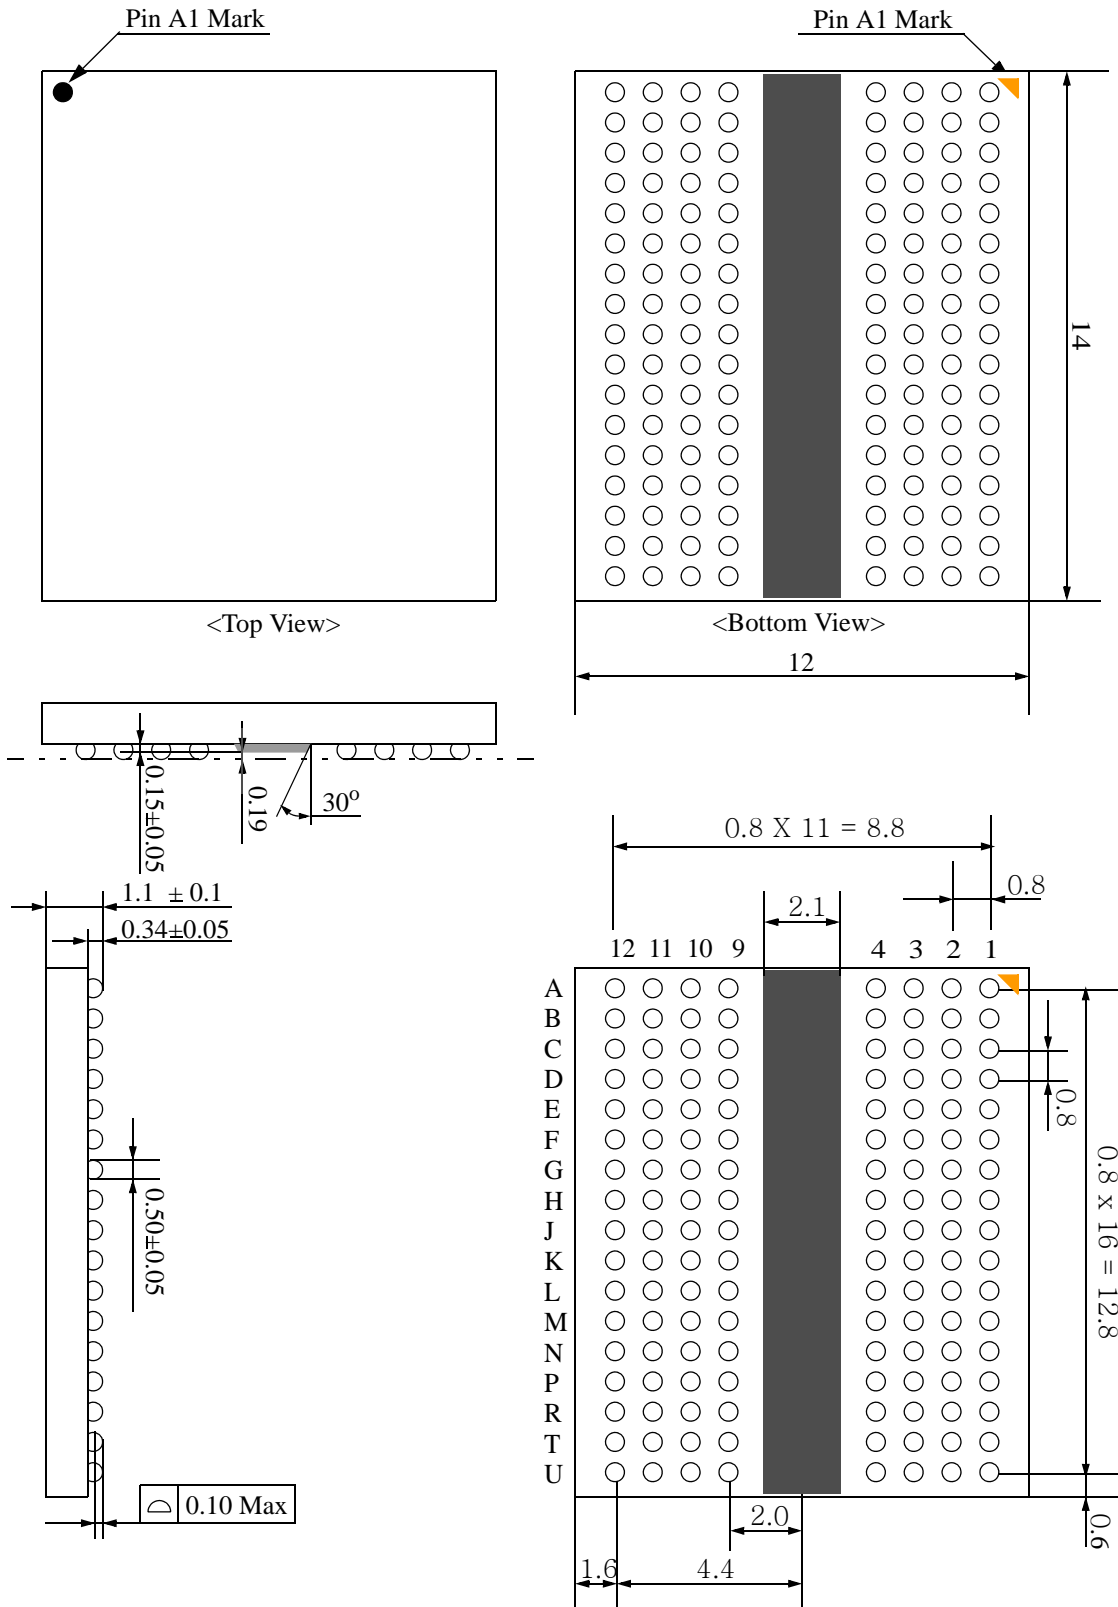 Pin A1 Mark
Pin A1 Mark
14
<Top View>
<Bottom View>
12
0.15±0.05
0.19
30o
0.8 X 11 = 8.8
1.1 ± 0.1
0.8
0.34±0.05
2.1
12 11 10 9 4 3 2 1
A
B
C
D
0.8
E
F
G
H
J
K
L
M
N
P
R
T
U
0.8 x 16 = 12.8
0.50±0.05
0.10 Max
2.0
0.6
1.6
4.4